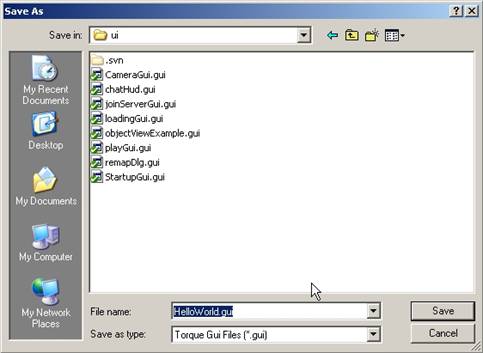 Save As
Save in:
ui
.svn
CameraGui.gui
chatHud.gui
joinServerGui.gui
loadingGui.gui
objectViewExample.gui
playGui.gui
remapDlg.gui
StartupGui.gui
My Recent
Documents
Desktop
My Documents
My Computer
My Network
Places
File name:
HelloWorld.gui
Save
Save as type:
Torque Gui Files (*.gui)
Cancel